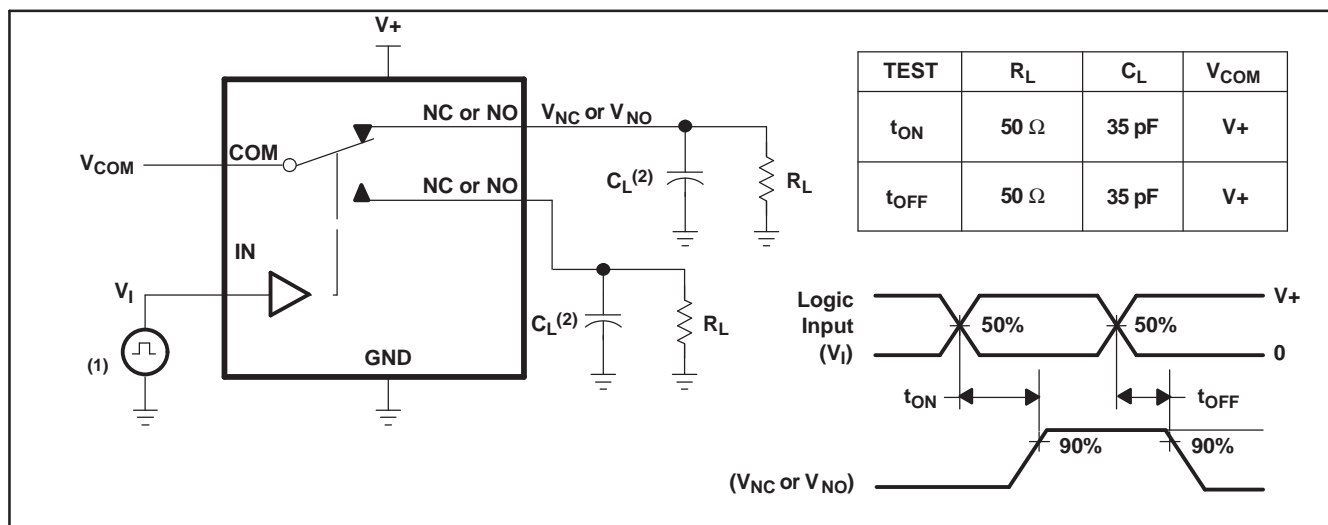 V+
NC or NO
V_NC or V_NO
COM
V_COM
C_L^(2)
R_L
NC or NO
IN
V_I
C_L^(2)
R_L
(1)
GND
TEST R_L C_L V_COM
t_ON 50 Ω 35 pF V+
t_OFF 50 Ω 35 pF V+
Logic
Input
(V_I)
50%
50%
V+
0
t_ON
t_OFF
90%
90%
(V_NC or V_NO)